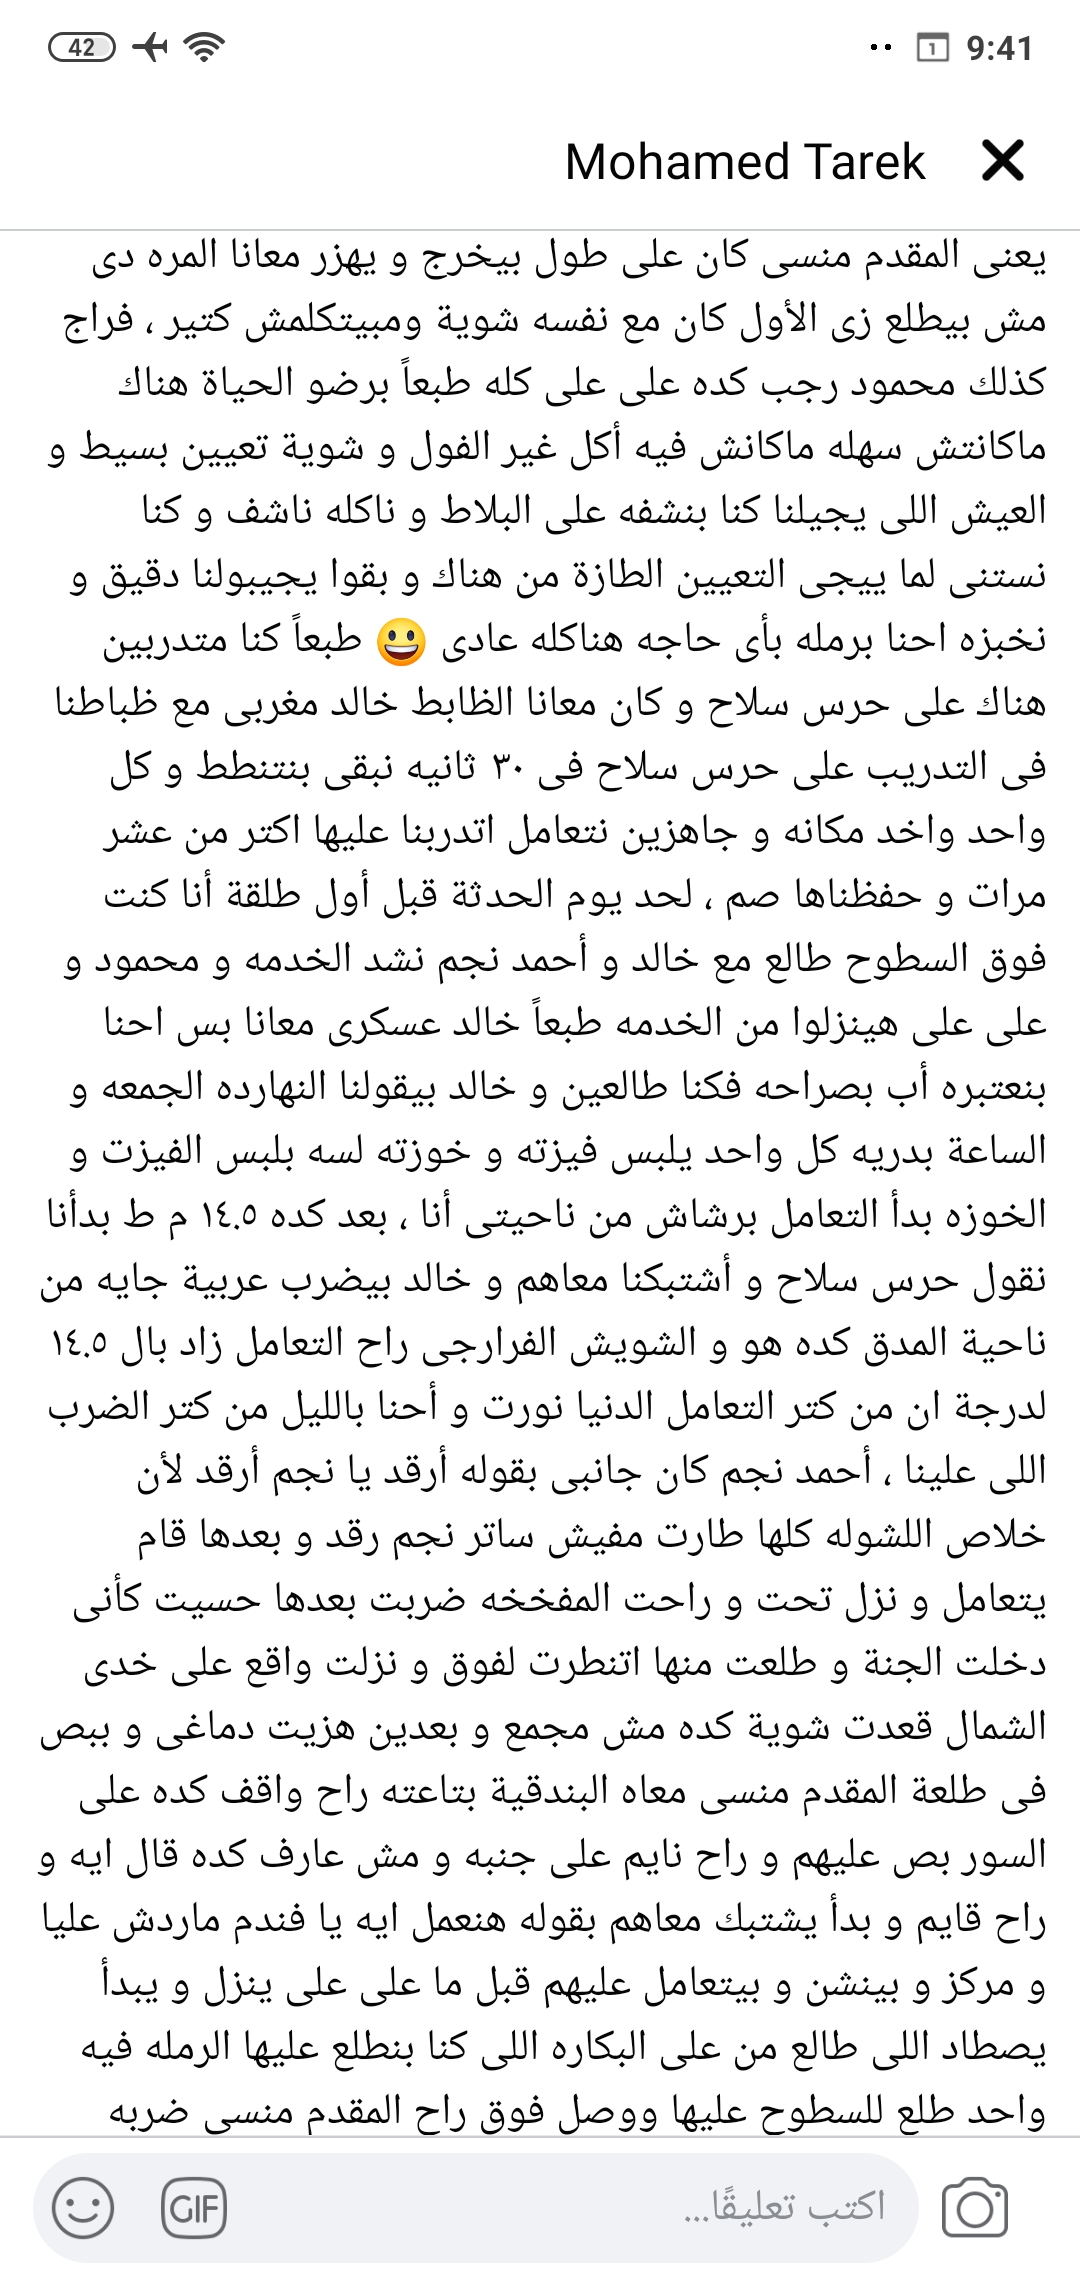 42
9:41
Mohamed Tarek
يعنى المقدم منسى كان على طول بيخرج و يهزر معانا المره دى
مش بيطلع زى الأول كان مع نفسه شوية ومبيتكلمش كتير ، فراج
كذلك محمود رجب كده على على كله طبعاً برضو الحياة هناك
ماكانتش سهله ماكانش فيه أكل غير الفول و شوية تعيين بسيط و
العيش اللى يجيلنا كنا بنشفه على البلاط و ناكله ناشف و كنا
نستنى لما ييجى التعيين الطازة من هناك و بقوا يجيبولنا دقيق و
نخبزه احنا برمله بأى حاجه هناكله عادى 😃 طبعاً كنا متدربين
هناك على حرس سلاح و كان معانا الظابط خالد مغربى مع ظباطنا
فى التدريب على حرس سلاح فى ٣٠ ثانيه نبقى بنتنطط و كل
واحد واخد مكانه و جاهزين نتعامل اتدربنا عليها اكتر من عشر
مرات و حفظناها صم ، لحد يوم الحدثة قبل أول طلقة أنا كنت
فوق السطوح طالع مع خالد و أحمد نجم نشد الخدمه و محمود و
على على هينزلوا من الخدمه طبعاً خالد عسكرى معانا بس احنا
بنعتبره أب بصراحه فكنا طالعين و خالد بيقولنا النهارده الجمعه و
الساعة بدريه كل واحد يلبس فيزته و خوزته لسه بلبس الفيزت و
الخوزه بدأ التعامل برشاش من ناحيتى أنا ، بعد كده ١٤.٥ م ط بدأنا
نقول حرس سلاح و أشتبكنا معاهم و خالد بيضرب عربية جايه من
ناحية المدق كده هو و الشويش الفرارجى راح التعامل زاد بال ١٤.٥
لدرجة ان من كتر التعامل الدنيا نورت و أحنا بالليل من كتر الضرب
اللى علينا ، أحمد نجم كان جانبى بقوله أرقد يا نجم أرقد لأن
خلاص اللشوله كلها طارت مفيش ساتر نجم رقد و بعدها قام
يتعامل و نزل تحت و راحت المفخخه ضربت بعدها حسيت كأنى
دخلت الجنة و طلعت منها اتنطرت لفوق و نزلت واقع على خدى
الشمال قعدت شوية كده مش مجمع و بعدين هزيت دماغى و ببص
فى طلعة المقدم منسى معاه البندقية بتاعته راح واقف كده على
السور بص عليهم و راح نايم على جنبه و مش عارف كده قال ايه و
راح قايم و بدأ يشتبك معاهم بقوله هنعمل ايه يا فندم ماردش عليا
و مركز و بينشن و بيتعامل عليهم قبل ما على على ينزل و يبدأ
يصطاد اللى طالع من على البكاره اللى كنا بنطلع عليها الرمله فيه
واحد طلع للسطوح عليها ووصل فوق راح المقدم منسى ضربه
اكتب تعليقًا...
GIF